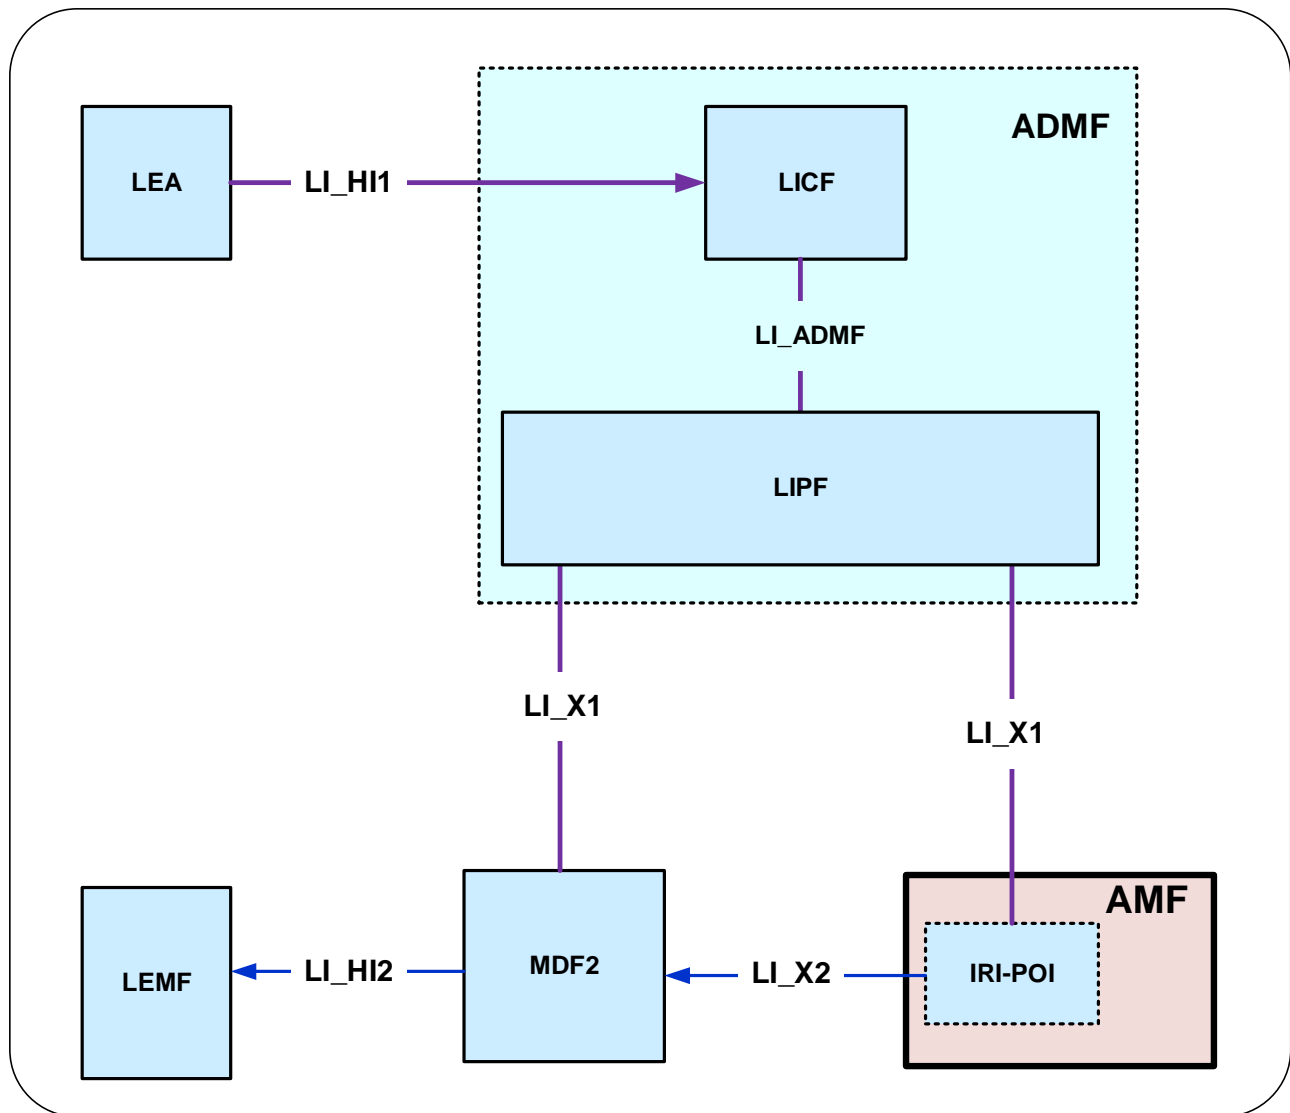 ADMF
LEA
LI_HI1
LICF
LI_ADMF
LIPF
LI_X1
LI_X1
AMF
LEMF
LI_HI2
MDF2
LI_X2
IRI-POI